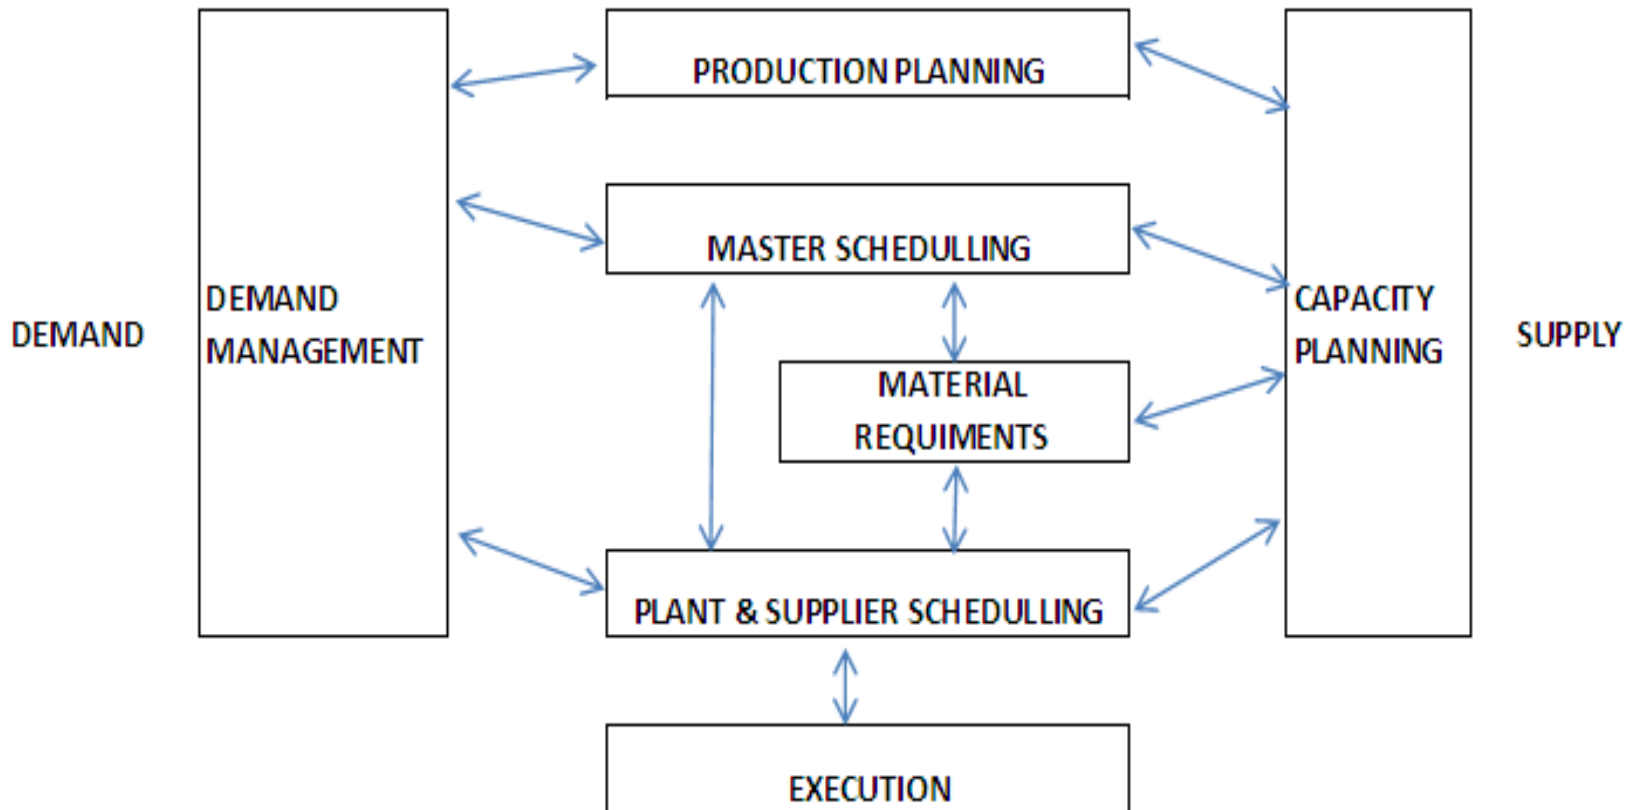 PRODUCTION PLANNING
MASTER SCHEDULLING
DEMAND
DEMAND
MANAGEMENT
CAPACITY
PLANNING
SUPPLY
MATERIAL
REQUIMENTS
PLANT & SUPPLIER SCHEDULLING
EXECUTION